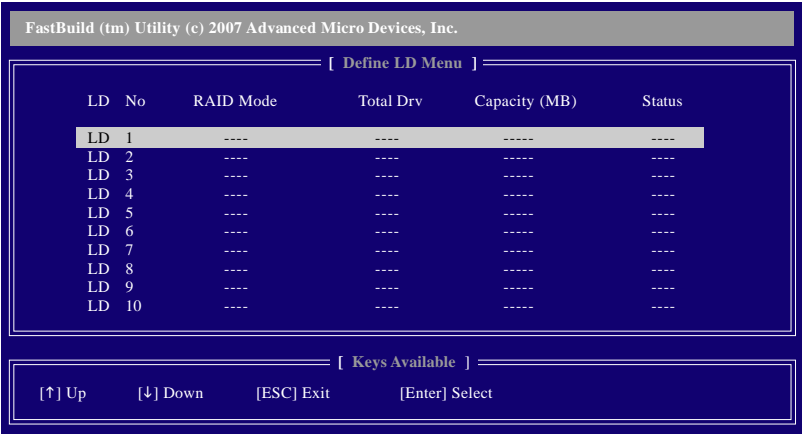 FastBuild (tm) Utility (c) 2007 Advanced Micro Devices, Inc.
[ Define LD Menu ]
LD No RAID Mode Total Drv Capacity (MB) Status
LD 1 ---- ---- ----- ----
LD 2 ---- ---- ----- ----
LD 3 ---- ---- ----- ----
LD 4 ---- ---- ----- ----
LD 5 ---- ---- ----- ----
LD 6 ---- ---- ----- ----
LD 7 ---- ---- ----- ----
LD 8 ---- ---- ----- ----
LD 9 ---- ---- ----- ----
LD 10 ---- ---- ----- ----
[ Keys Available ]
[↑] Up [↓] Down [ESC] Exit [Enter] Select